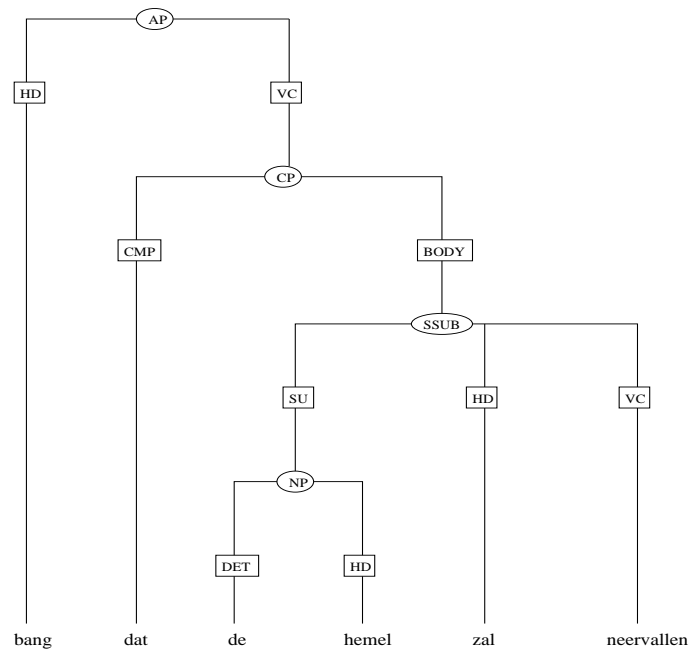 AP
HD VC
CP
CMP BODY
SSUB
SU HD VC
NP
DET HD
bang dat de hemel zal neervallen